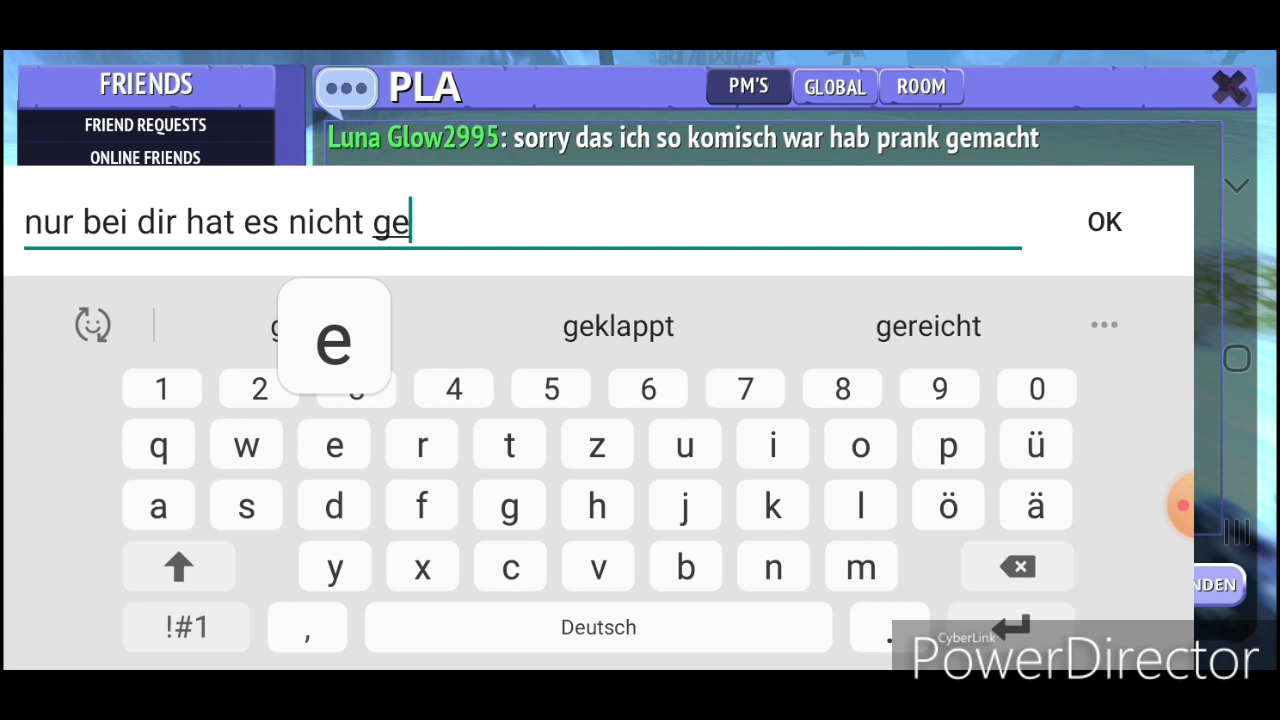 FRIENDS
PLA
PM'S
GLOBAL
ROOM
FRIEND REQUESTS
ONLINE FRIENDS
Luna Glow2995: sorry das ich so komisch war hab prank gemacht
nur bei dir hat es nicht ge
OK
e
geklappt
gereicht
1 2 4 5 6 7 8 9 0
q w e r t z u i o p ü
a s d f g h j k l ö ä
y x c v b n m
NDEN
!#1 , Deutsch .
CyberLink
PowerDirector